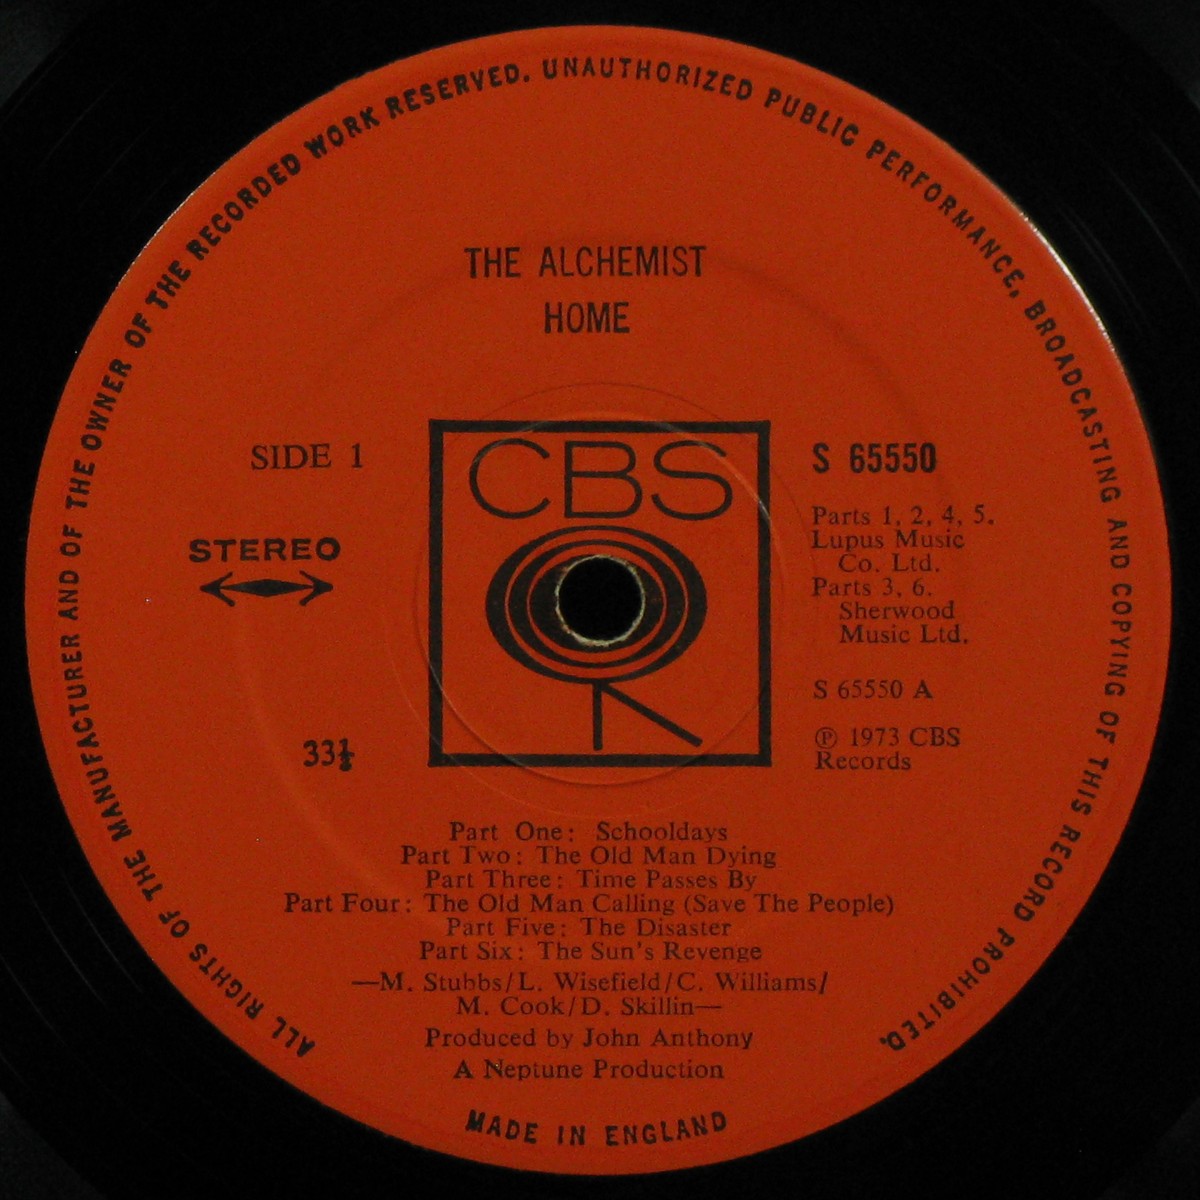 ALL RIGHTS OF THE MANUFACTURER AND OF THE OWNER OF THE RECORDED WORK RESERVED. UNAUTHORIZED PUBLIC PERFORMANCE, BROADCASTING AND COPYING OF THIS RECORD PROHIBITED.
THE ALCHEMIST
HOME
SIDE 1
STEREO
33⅓
CBS
S 65550
Parts 1, 2, 4, 5.
Lupus Music
Co. Ltd.
Parts 3, 6.
Sherwood
Music Ltd.
S 65550 A
℗ 1973 CBS
Records
Part One: Schooldays
Part Two: The Old Man Dying
Part Three: Time Passes By
Part Four: The Old Man Calling (Save The People)
Part Five: The Disaster
Part Six: The Sun's Revenge
—M. Stubbs/L. Wisefield/C. Williams/
M. Cook/D. Skillin—
Produced by John Anthony
A Neptune Production
MADE IN ENGLAND